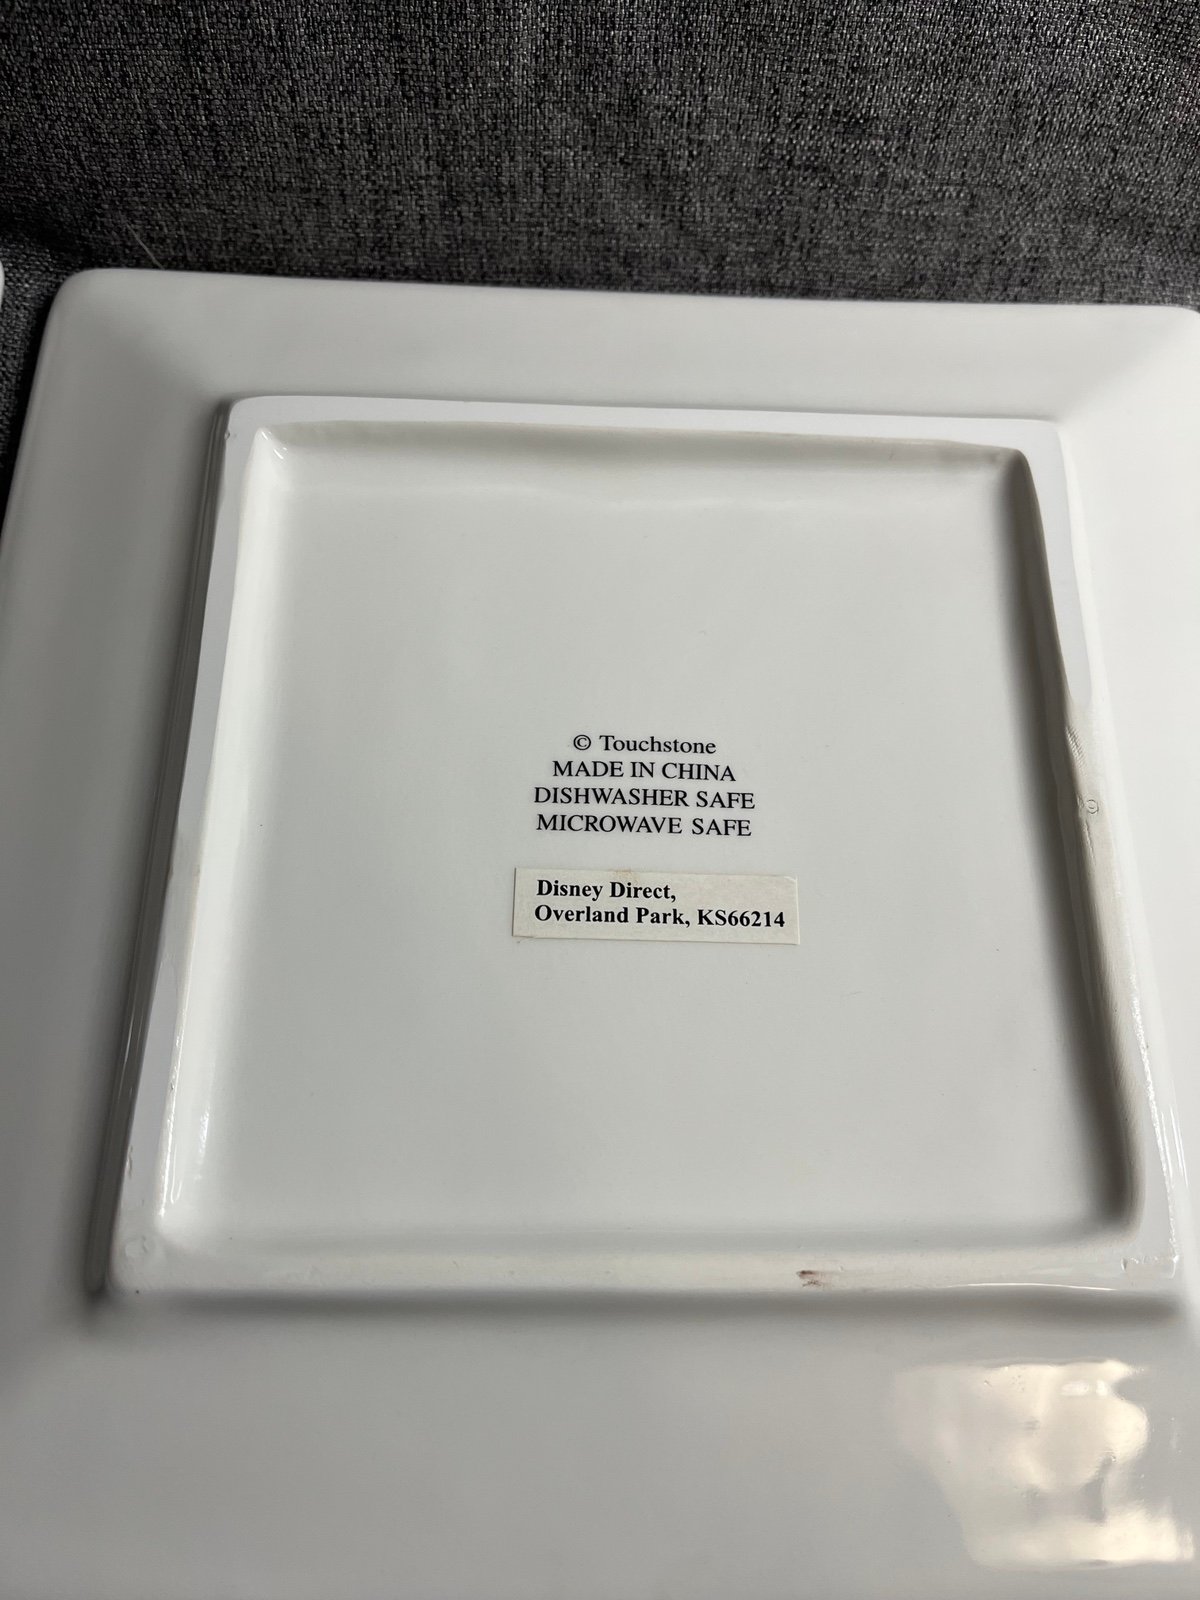 © Touchstone
MADE IN CHINA
DISHWASHER SAFE
MICROWAVE SAFE
Disney Direct,
Overland Park, KS66214